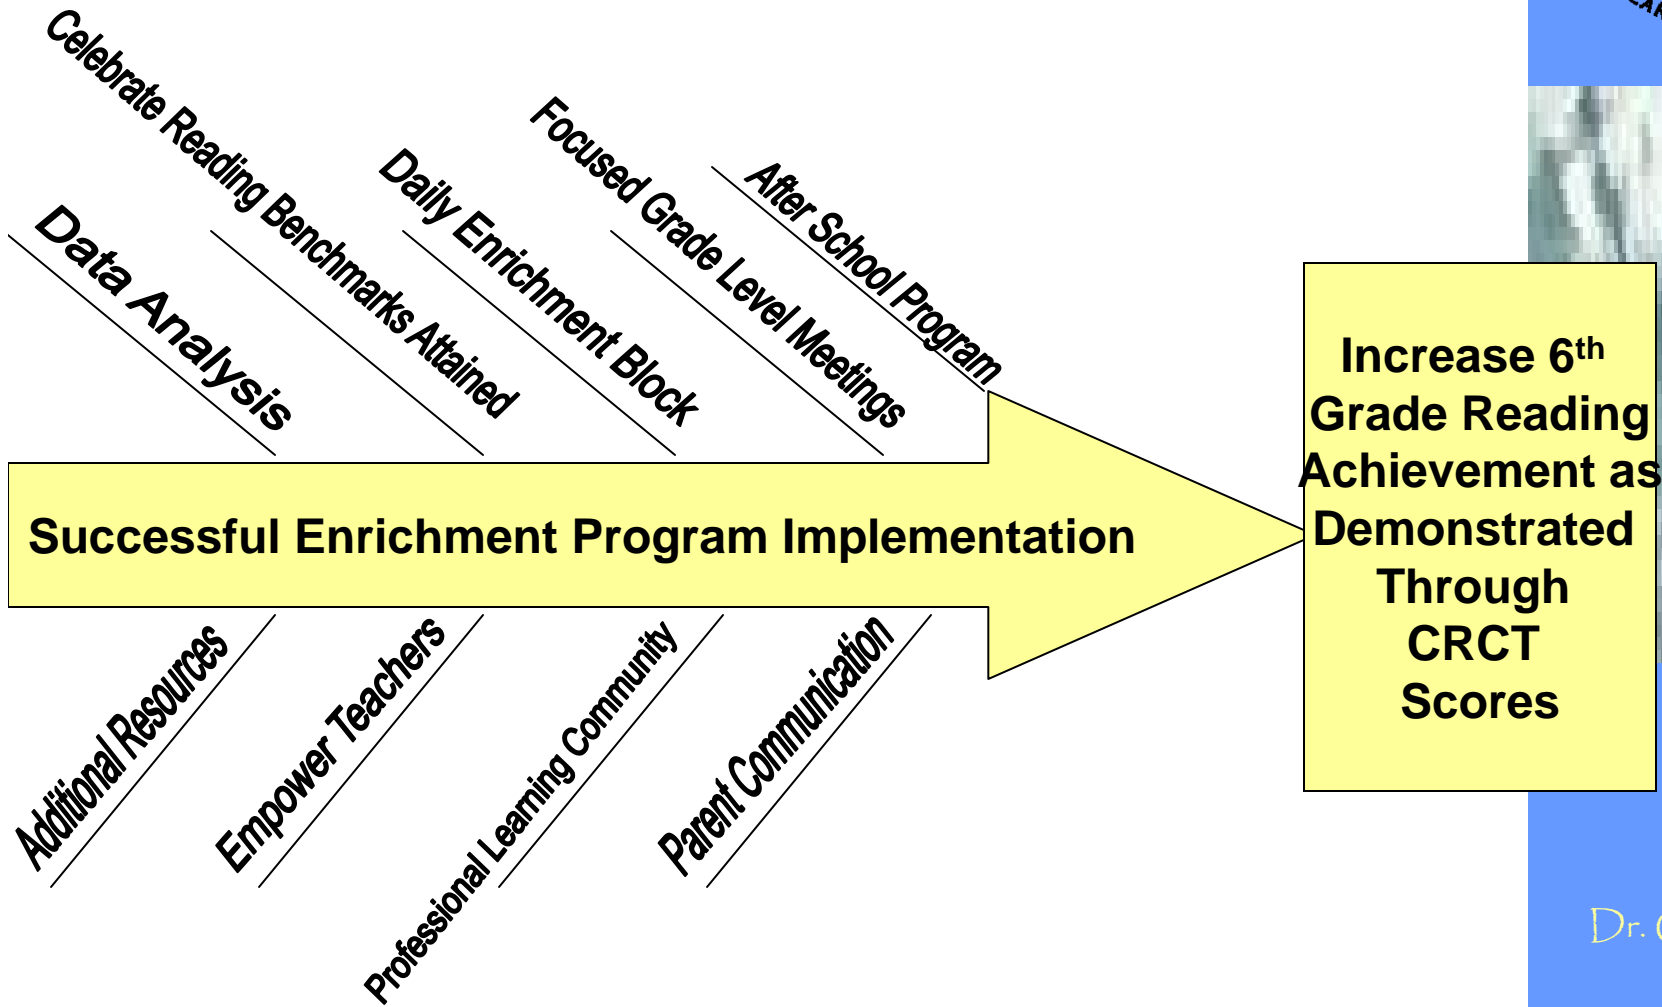 Celebrate Reading Benchmarks Attained
Data Analysis
Daily Enrichment Block
Focused Grade Level Meetings
After School Program
Successful Enrichment Program Implementation
Increase 6th
Grade Reading
Achievement as
Demonstrated
Through
CRCT
Scores
Additional Resources
Empower Teachers
Professional Learning Community
Parent Communication
Dr.